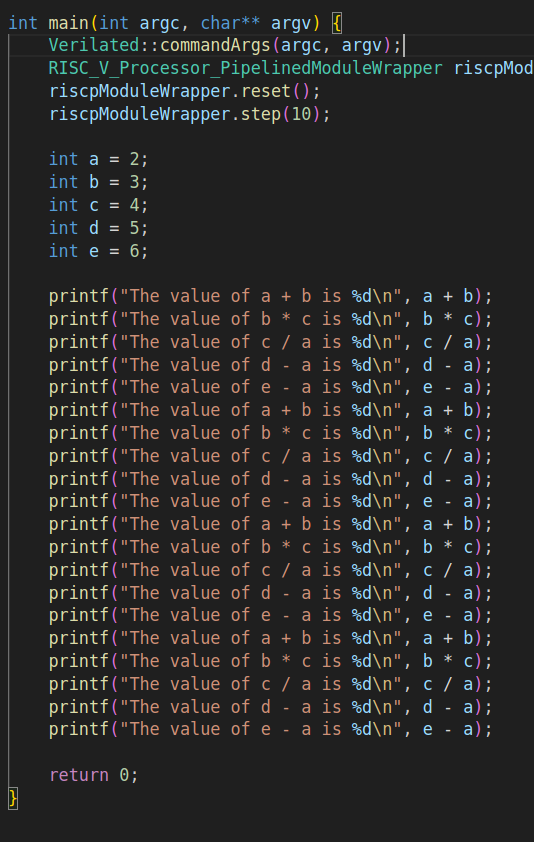 int main(int argc, char** argv) {
    Verilated::commandArgs(argc, argv);
    RISC_V_Processor_PipelinedModuleWrapper riscpMod
    riscpModuleWrapper.reset();
    riscpModuleWrapper.step(10);

    int a = 2;
    int b = 3;
    int c = 4;
    int d = 5;
    int e = 6;

    printf("The value of a + b is %d\n", a + b);
    printf("The value of b * c is %d\n", b * c);
    printf("The value of c / a is %d\n", c / a);
    printf("The value of d - a is %d\n", d - a);
    printf("The value of e - a is %d\n", e - a);
    printf("The value of a + b is %d\n", a + b);
    printf("The value of b * c is %d\n", b * c);
    printf("The value of c / a is %d\n", c / a);
    printf("The value of d - a is %d\n", d - a);
    printf("The value of e - a is %d\n", e - a);
    printf("The value of a + b is %d\n", a + b);
    printf("The value of b * c is %d\n", b * c);
    printf("The value of c / a is %d\n", c / a);
    printf("The value of d - a is %d\n", d - a);
    printf("The value of e - a is %d\n", e - a);
    printf("The value of a + b is %d\n", a + b);
    printf("The value of b * c is %d\n", b * c);
    printf("The value of c / a is %d\n", c / a);
    printf("The value of d - a is %d\n", d - a);
    printf("The value of e - a is %d\n", e - a);

    return 0;
}